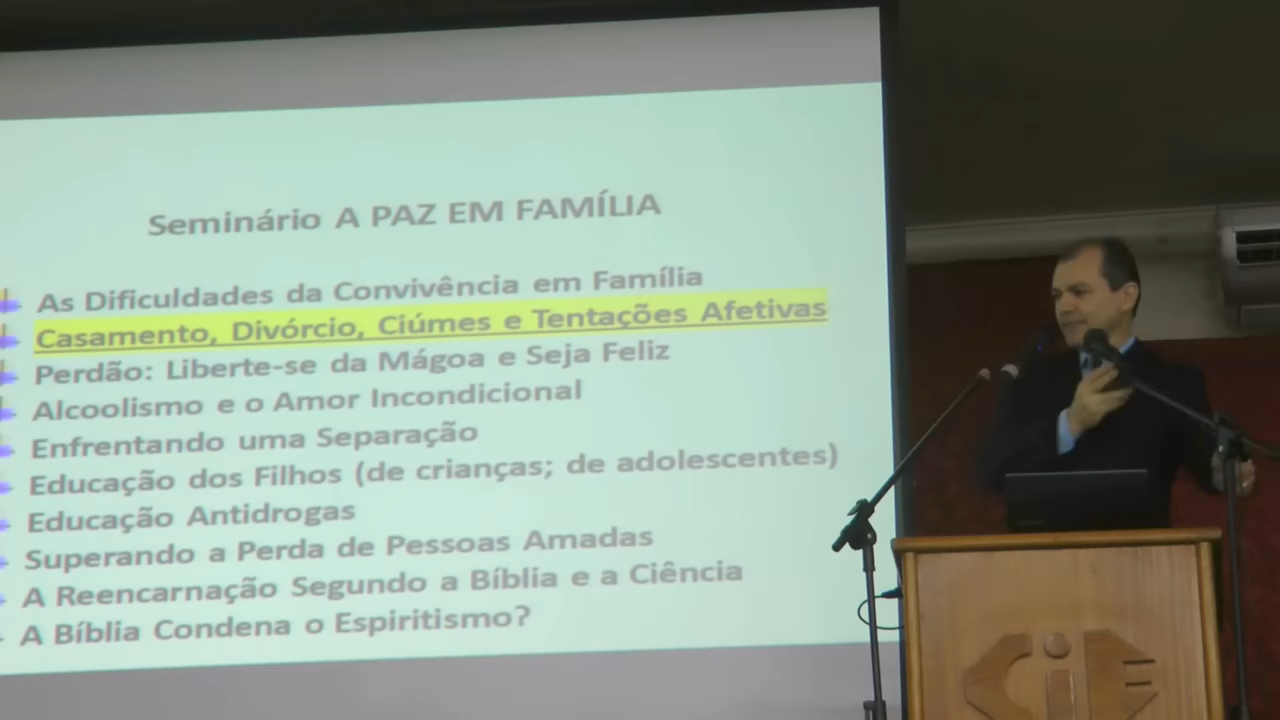 Seminário A PAZ EM FAMÍLIA
As Dificuldades da Convivência em Família
Casamento, Divórcio, Ciúmes e Tentações Afetivas
Perdão: Liberte-se da Mágoa e Seja Feliz
Alcoolismo e o Amor Incondicional
Enfrentando uma Separação
Educação dos Filhos (de crianças; de adolescentes)
Educação Antidrogas
Superando a Perda de Pessoas Amadas
A Reencarnação Segundo a Bíblia e a Ciência
A Bíblia Condena o Espiritismo?
CiE